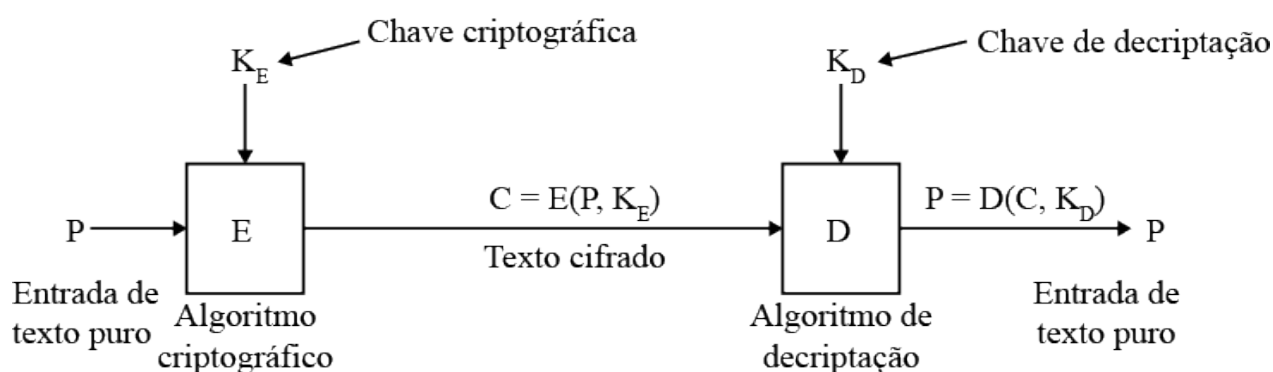 Chave criptográfica
K_E
Chave de decriptação
K_D
P
E
C = E(P, K_E)
Texto cifrado
D
P = D(C, K_D)
P
Entrada de
texto puro
Algoritmo
criptográfico
Algoritmo de
decriptação
Entrada de
texto puro